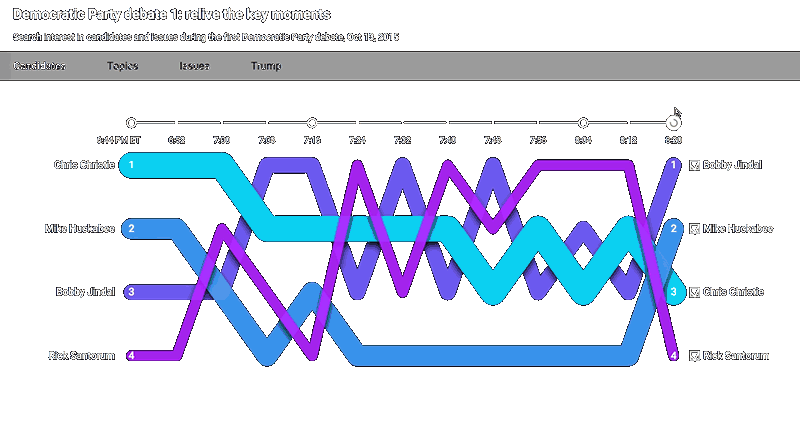 Democratic Party debate 1: relive the key moments
Search interest in candidates and issues during the first Democratic Party debate, Oct 13, 2015
Candidates Topics Issues Trump
6:44 PM ET 6:52 7:00 7:08 7:16 7:24 7:32 7:40 7:48 7:56 8:04 8:12 8:20
Chris Christie 1 1 Bobby Jindal
Mike Huckabee 2 2 Mike Huckabee
Bobby Jindal 3 3 Chris Christie
Rick Santorum 4 4 Rick Santorum